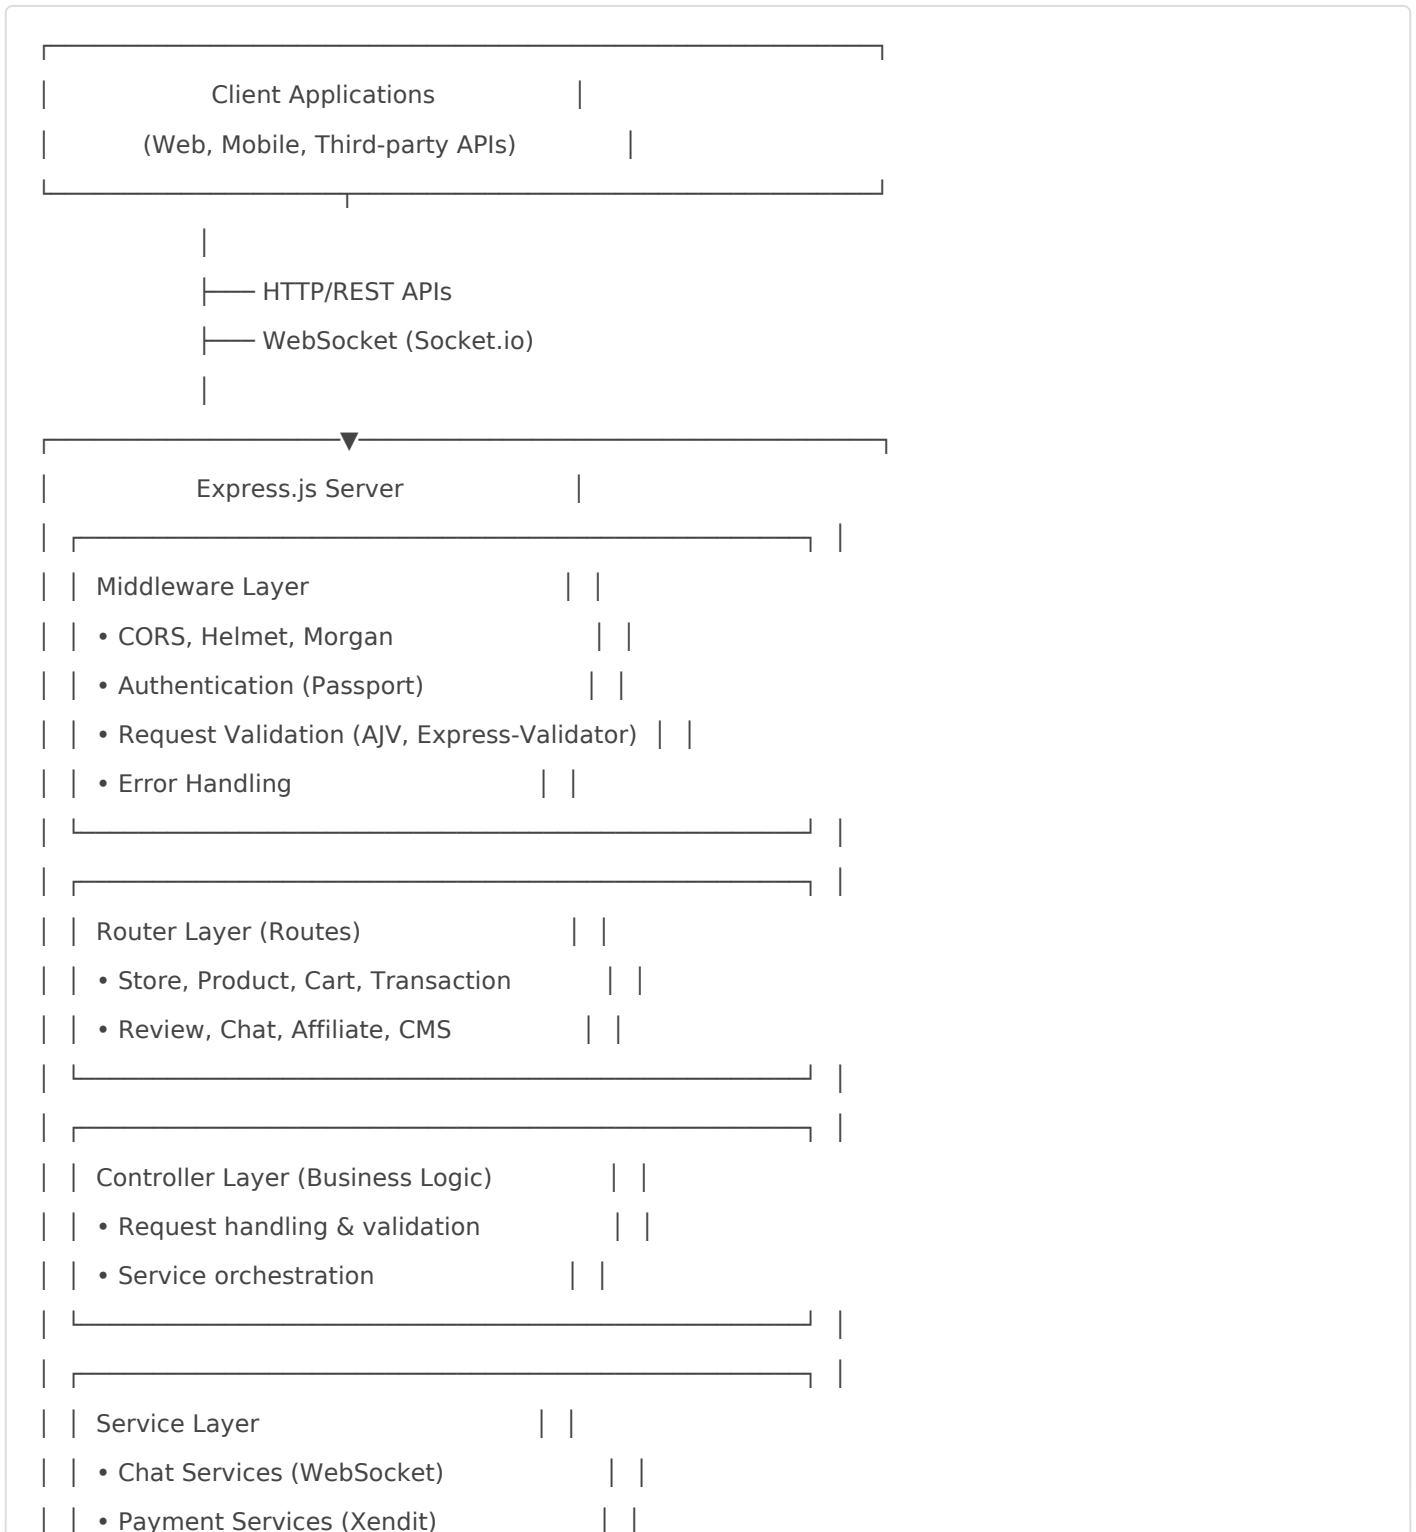 Client Applications
(Web, Mobile, Third-party APIs)
HTTP/REST APIs
WebSocket (Socket.io)
Express.js Server
Middleware Layer
• CORS, Helmet, Morgan
• Authentication (Passport)
• Request Validation (AJV, Express-Validator)
• Error Handling
Router Layer (Routes)
• Store, Product, Cart, Transaction
• Review, Chat, Affiliate, CMS
Controller Layer (Business Logic)
• Request handling & validation
• Service orchestration
Service Layer
• Chat Services (WebSocket)
• Payment Services (Xendit)